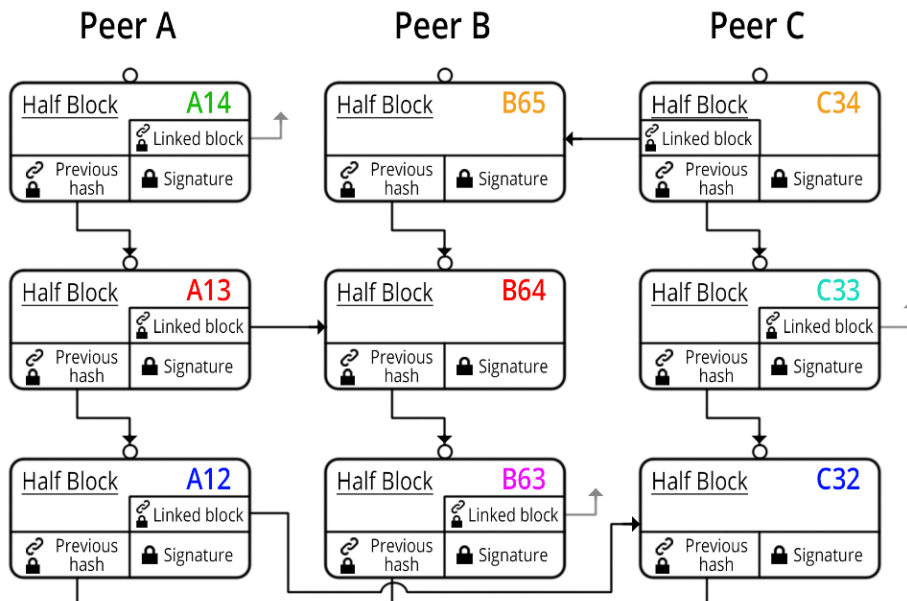 Peer A
Peer B
Peer C
Half Block A14
Linked block
Previous hash
Signature
Half Block B65
Previous hash
Signature
Half Block C34
Linked block
Previous hash
Signature
Half Block A13
Linked block
Previous hash
Signature
Half Block B64
Previous hash
Signature
Half Block C33
Linked block
Previous hash
Signature
Half Block A12
Linked block
Previous hash
Signature
Half Block B63
Linked block
Previous hash
Signature
Half Block C32
Previous hash
Signature